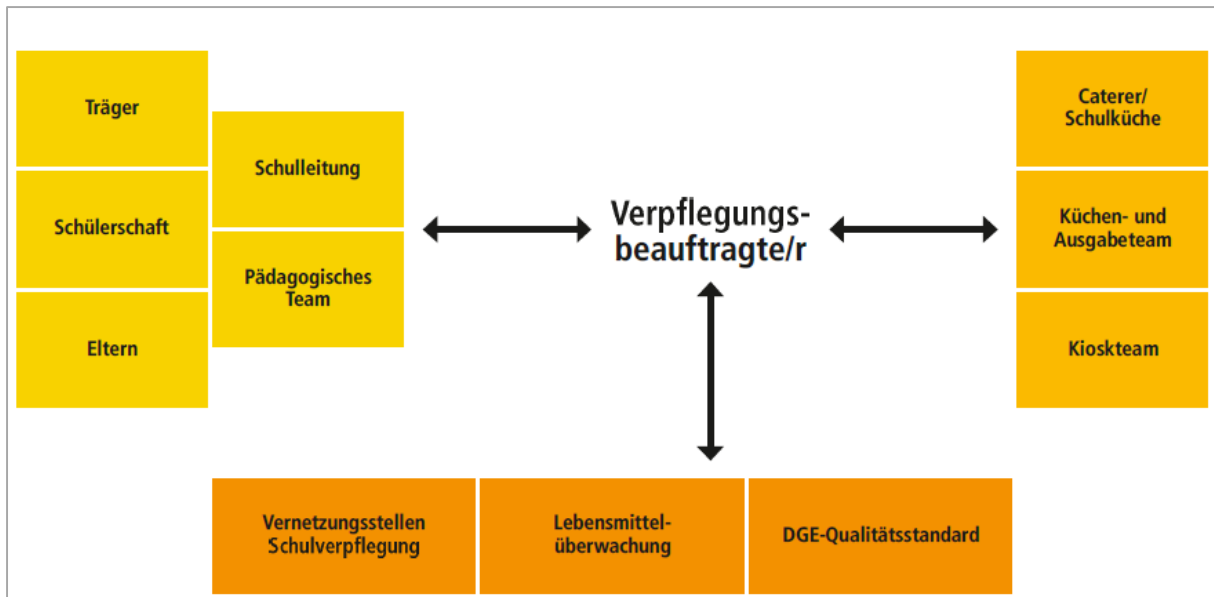 Träger
Schülerschaft
Eltern
Schulleitung
Pädagogisches
Team
Verpflegungs-
beauftragte/r
Caterer/
Schulküche
Küchen- und
Ausgabeteam
Kioskteam
Vernetzungsstellen
Schulverpflegung
Lebensmittel-
überwachung
DGE-Qualitätsstandard